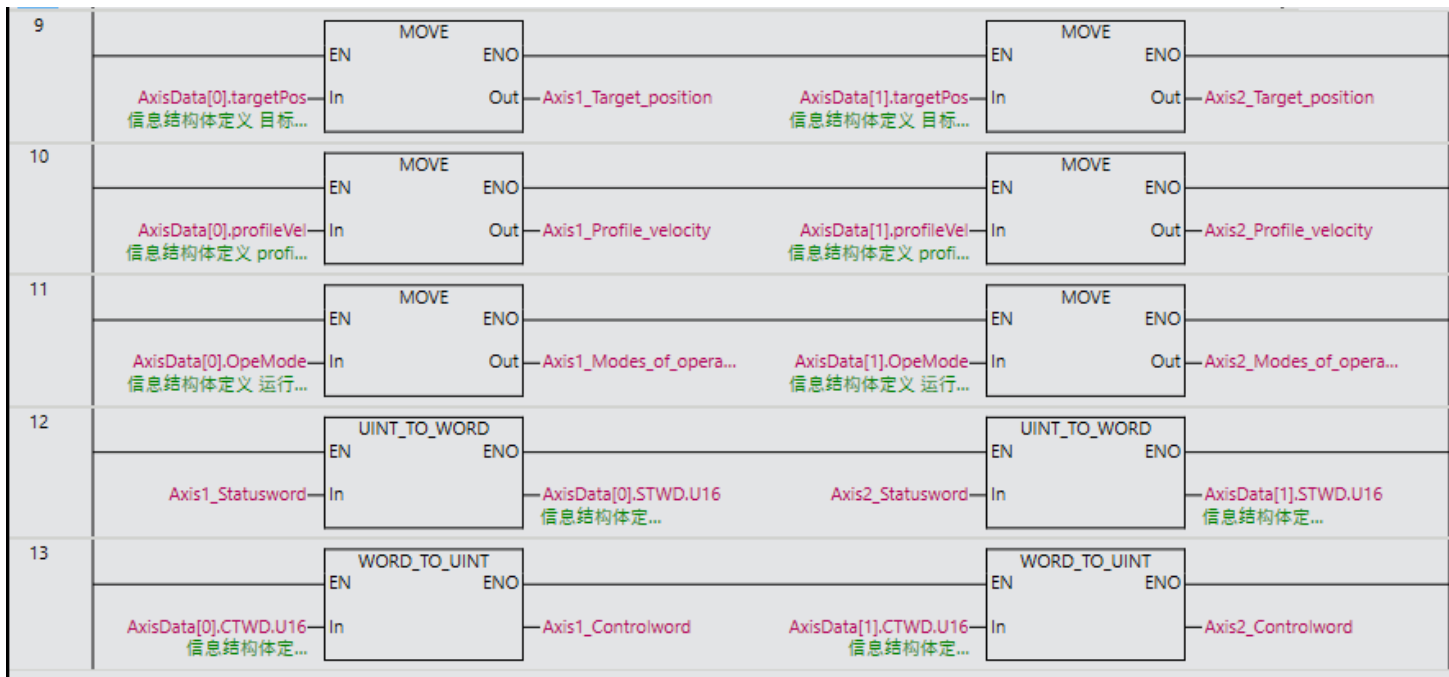 9
MOVE MOVE
EN ENO EN ENO
AxisData[0].targetPos In Out Axis1_Target_position AxisData[1].targetPos In Out Axis2_Target_position
信息结构体定义 目标... 信息结构体定义 目标...
10
MOVE MOVE
EN ENO EN ENO
AxisData[0].profileVel In Out Axis1_Profile_velocity AxisData[1].profileVel In Out Axis2_Profile_velocity
信息结构体定义 profi... 信息结构体定义 profi...
11
MOVE MOVE
EN ENO EN ENO
AxisData[0].OpeMode In Out Axis1_Modes_of_opera... AxisData[1].OpeMode In Out Axis2_Modes_of_opera...
信息结构体定义 运行... 信息结构体定义 运行...
12
UINT_TO_WORD UINT_TO_WORD
EN ENO EN ENO
Axis1_Statusword In AxisData[0].STWD.U16 Axis2_Statusword In AxisData[1].STWD.U16
信息结构体定... 信息结构体定...
13
WORD_TO_UINT WORD_TO_UINT
EN ENO EN ENO
AxisData[0].CTWD.U16 In Axis1_Controlword AxisData[1].CTWD.U16 In Axis2_Controlword
信息结构体定... 信息结构体定...